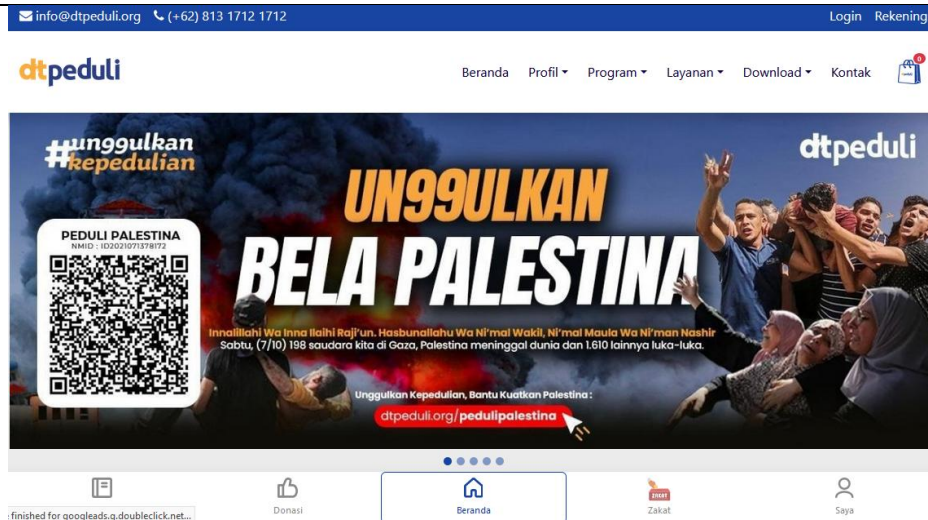 info@dtpeduli.org (+62) 813 1712 1712 Login Rekening
dtpeduli Beranda Profil Program Layanan Download Kontak 0
#unggulkan
kepedulian
dtpeduli
UN99ULKAN
BELA PALESTINA
PEDULI PALESTINA
NMID : ID2021071378172
Innalillahi Wa Inna Ilaihi Raji'un. Hasbunallahu Wa Ni'mal Wakil, Ni'mal Maula Wa Ni'man Nashir
Sabtu, (7/10) 198 saudara kita di Gaza, Palestina meninggal dunia dan 1.610 lainnya luka-luka.
Unggulkan Kepedulian, Bantu Kuatkan Palestina :
dtpeduli.org/pedulipalestina
Donasi Beranda Zakat Saya
finished for googleads.g.doubleclick.net...